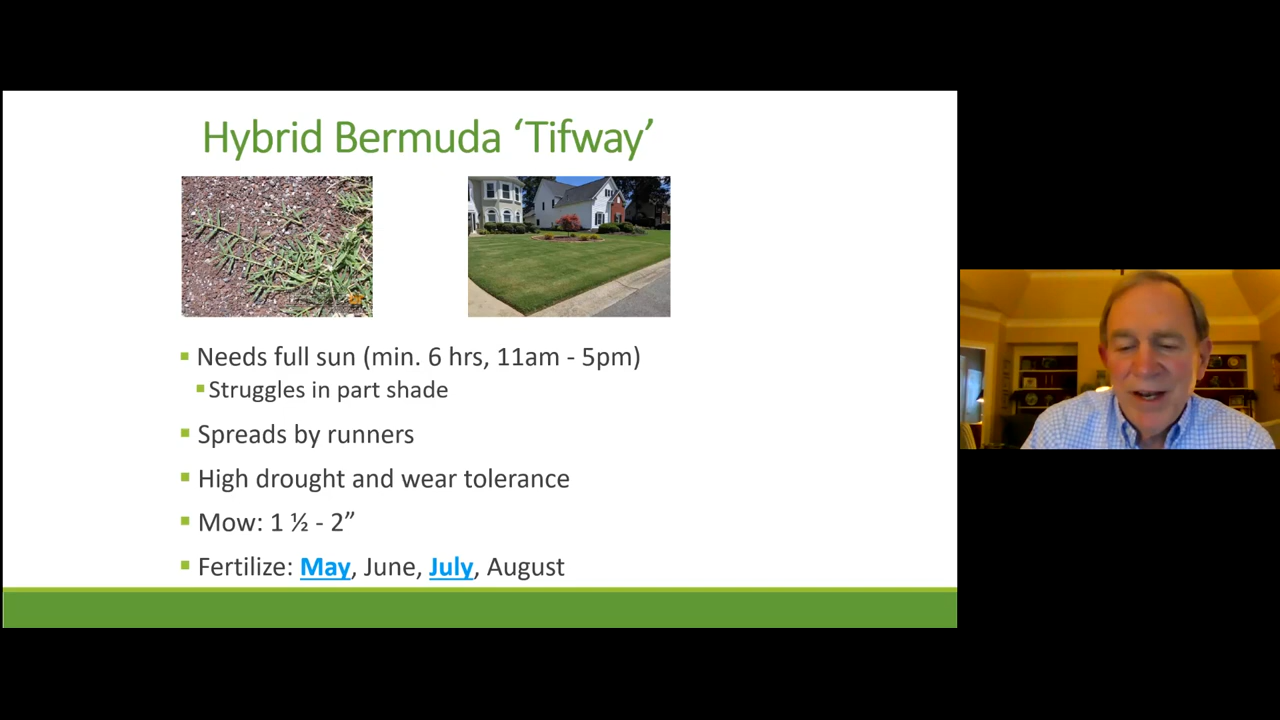 Hybrid Bermuda ‘Tifway’
Needs full sun (min. 6 hrs, 11am - 5pm)
Struggles in part shade
Spreads by runners
High drought and wear tolerance
Mow: 1 ½ - 2”
Fertilize: May, June, July, August